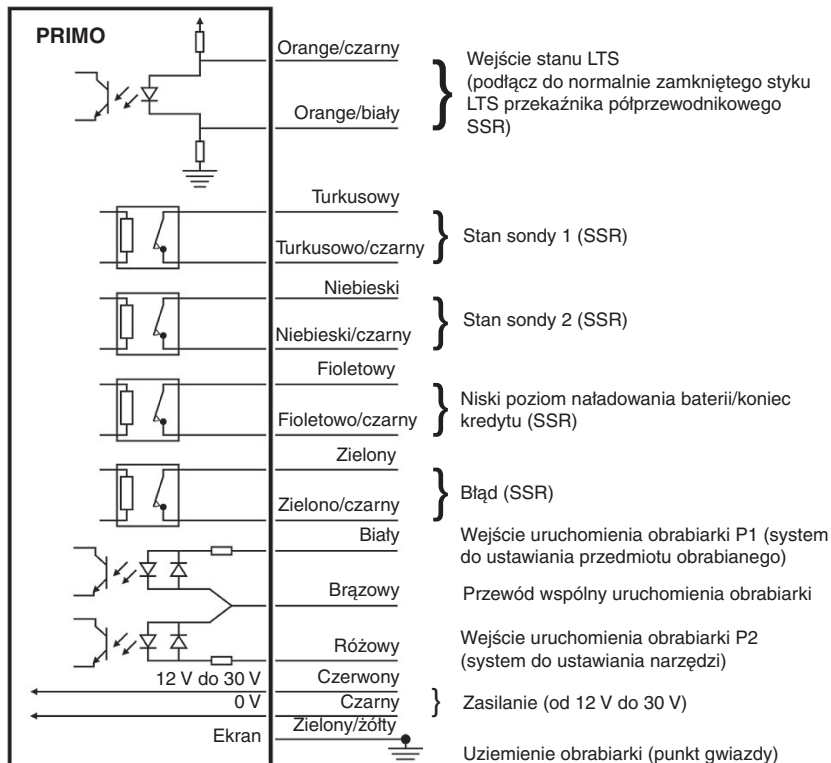 PRIMO
Orange/czarny
Orange/biały
Wejście stanu LTS
(podłącz do normalnie zamkniętego styku
LTS przekaźnika półprzewodnikowego
SSR)
Turkusowy
Turkusowo/czarny
Stan sondy 1 (SSR)
Niebieski
Niebieski/czarny
Stan sondy 2 (SSR)
Fioletowy
Fioletowo/czarny
Niski poziom naładowania baterii/koniec
kredytu (SSR)
Zielony
Zielono/czarny
Błąd (SSR)
Biały
Wejście uruchomienia obrabiarki P1 (system
do ustawiania przedmiotu obrabianego)
Brązowy
Przewód wspólny uruchomienia obrabiarki
Różowy
Wejście uruchomienia obrabiarki P2
(system do ustawiania narzędzi)
12 V do 30 V
Czerwony
0 V
Czarny
Zasilanie (od 12 V do 30 V)
Ekran
Zielony/żółty
Uziemienie obrabiarki (punkt gwiazdy)